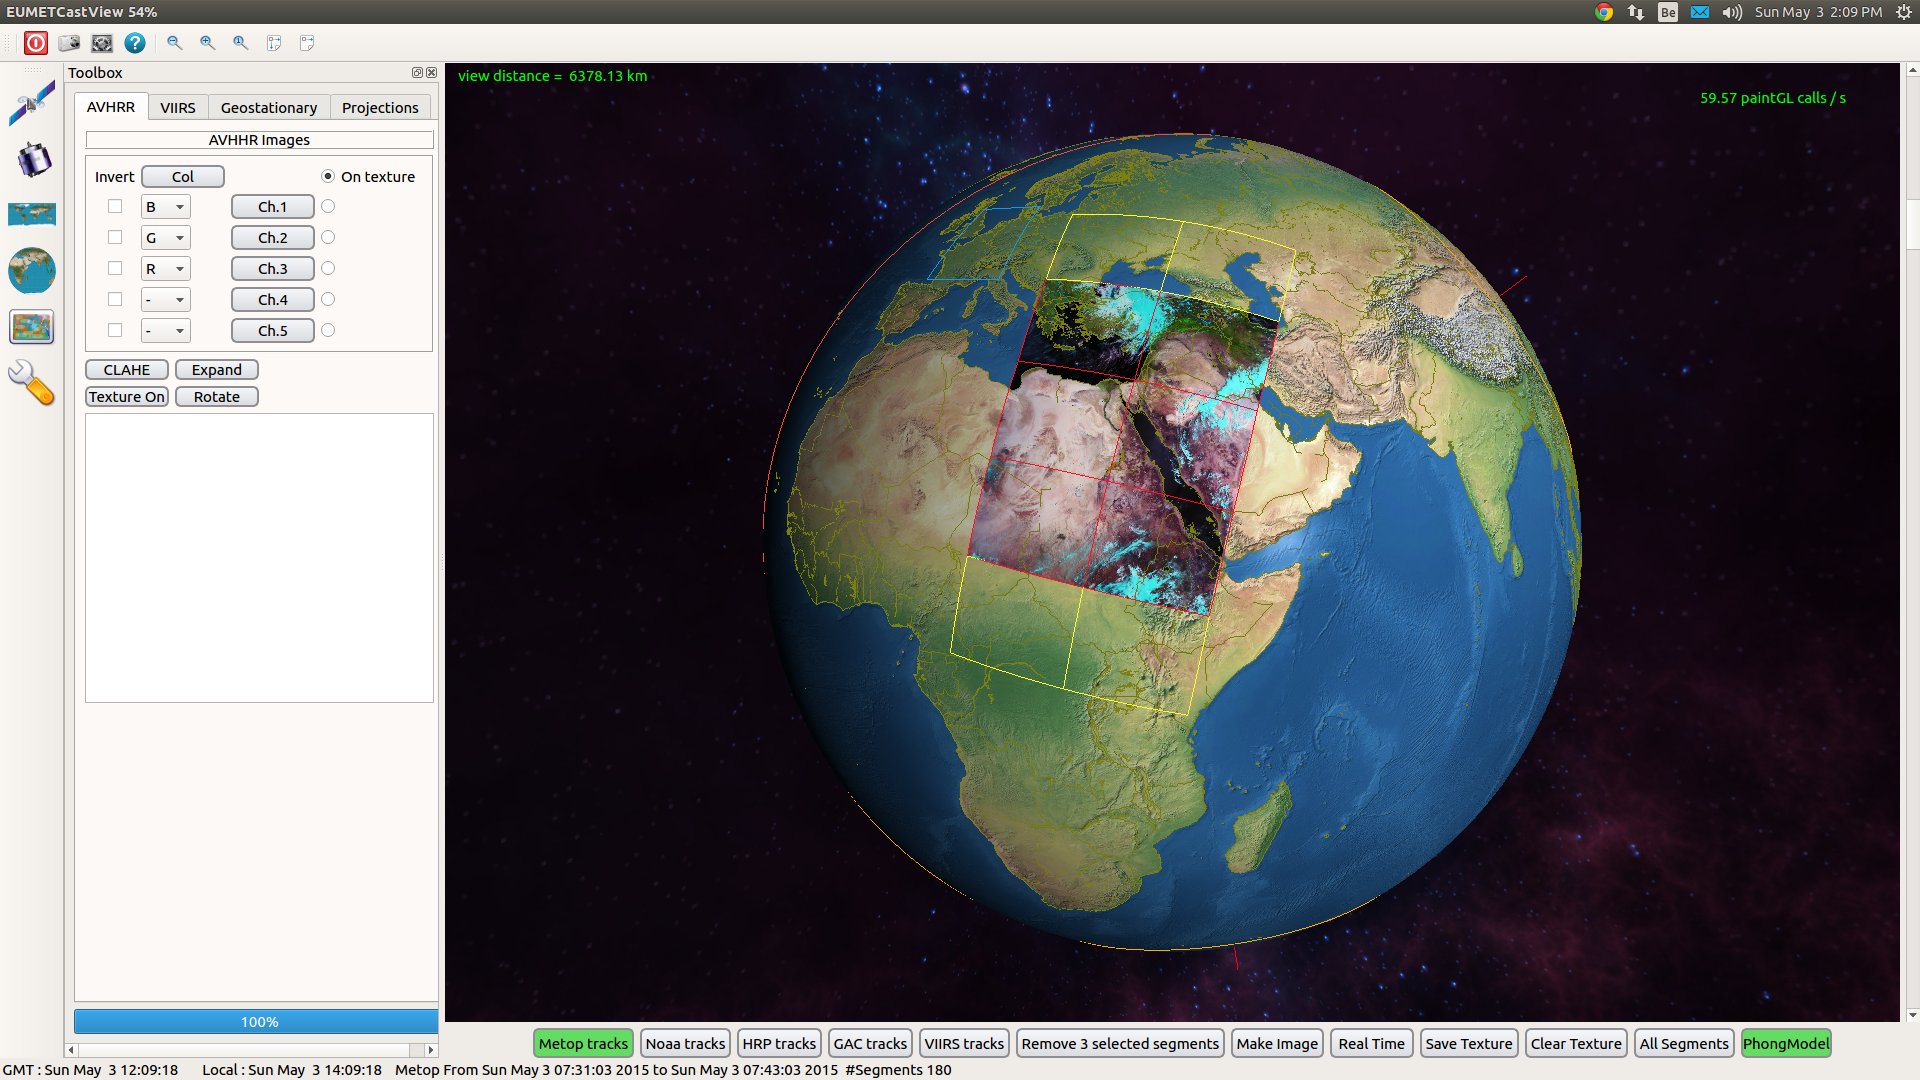 EUMETCastView 54%
Be
Sun May 3 2:09 PM
Toolbox
view distance = 6378.13 km
59.57 paintGL calls / s
AVHRR VIIRS Geostationary Projections
AVHHR Images
Invert Col On texture
B Ch.1
G Ch.2
R Ch.3
- Ch.4
- Ch.5
CLAHE Expand
Texture On Rotate
100%
Metop tracks Noaa tracks HRP tracks GAC tracks VIIRS tracks Remove 3 selected segments Make Image Real Time Save Texture Clear Texture All Segments PhongModel
GMT : Sun May 3 12:09:18 Local : Sun May 3 14:09:18 Metop From Sun May 3 07:31:03 2015 to Sun May 3 07:43:03 2015 #Segments 180